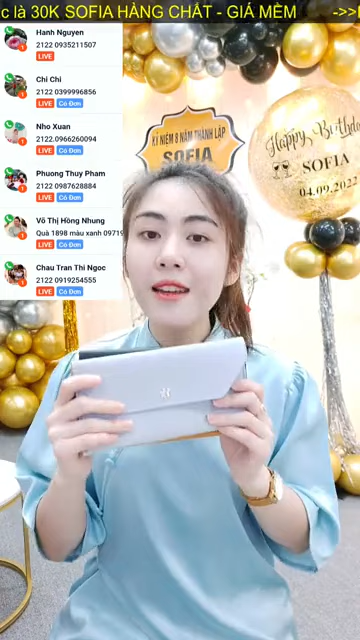 c là 30K SOFIA HÀNG CHẤT - GIÁ MỀM ->>
Hanh Nguyen
2122 0935211507
LIVE
Chi Chi
2122 0399996856
LIVE Có Đơn
Nho Xuan
2122.0966260094
LIVE Có Đơn
Phuong Thuy Pham
2122 0987628884
LIVE Có Đơn
Võ Thị Hồng Nhung
Quà 1898 màu xanh 09719
LIVE Có Đơn
Chau Tran Thi Ngoc
2122 0919254555
LIVE Có Đơn
KỶ NIỆM 8 NĂM THÀNH LẬP
SOFIA
Happy Birthda
SOFIA
04.09.2022